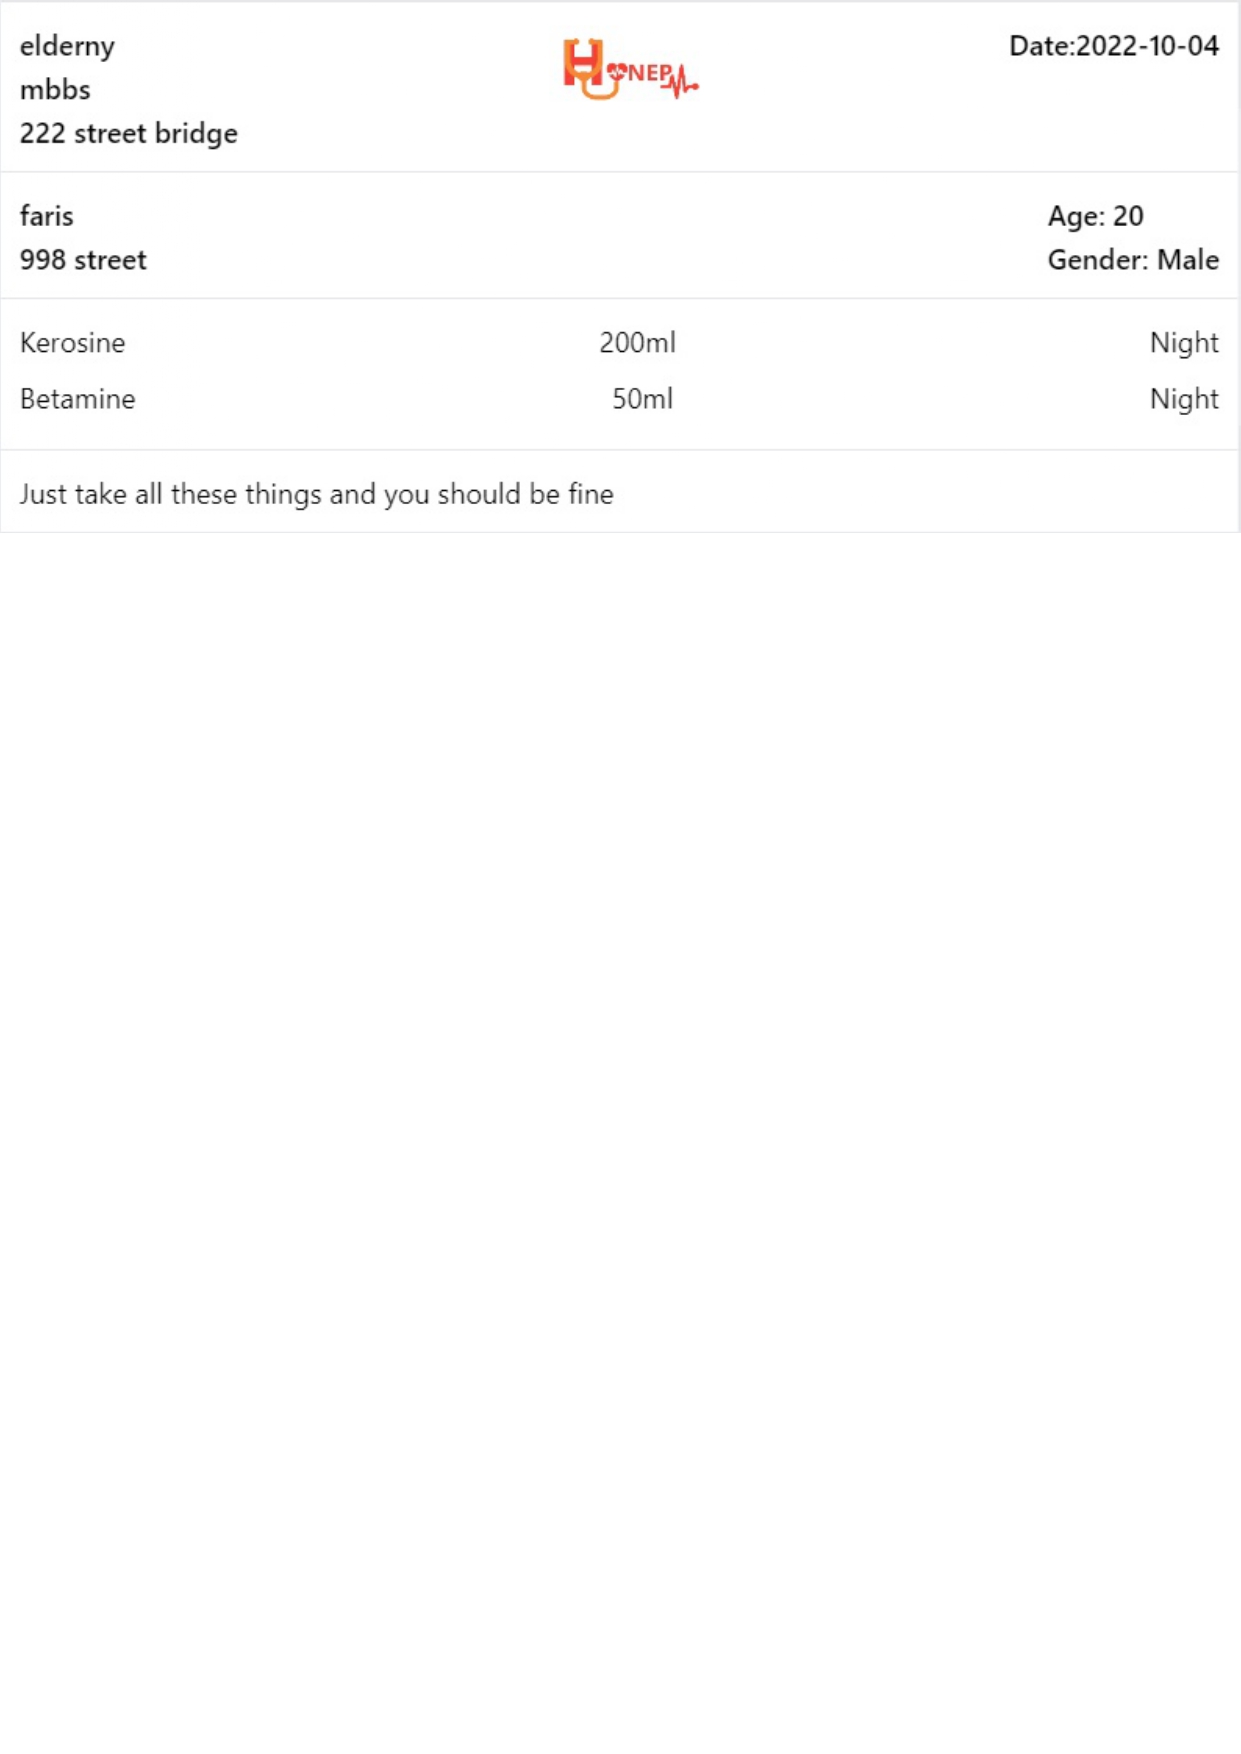 elderny
mbbs
222 street bridge
HONEP
Date:2022-10-04
faris
998 street
Age: 20
Gender: Male
Kerosine 200ml Night
Betamine 50ml Night
Just take all these things and you should be fine